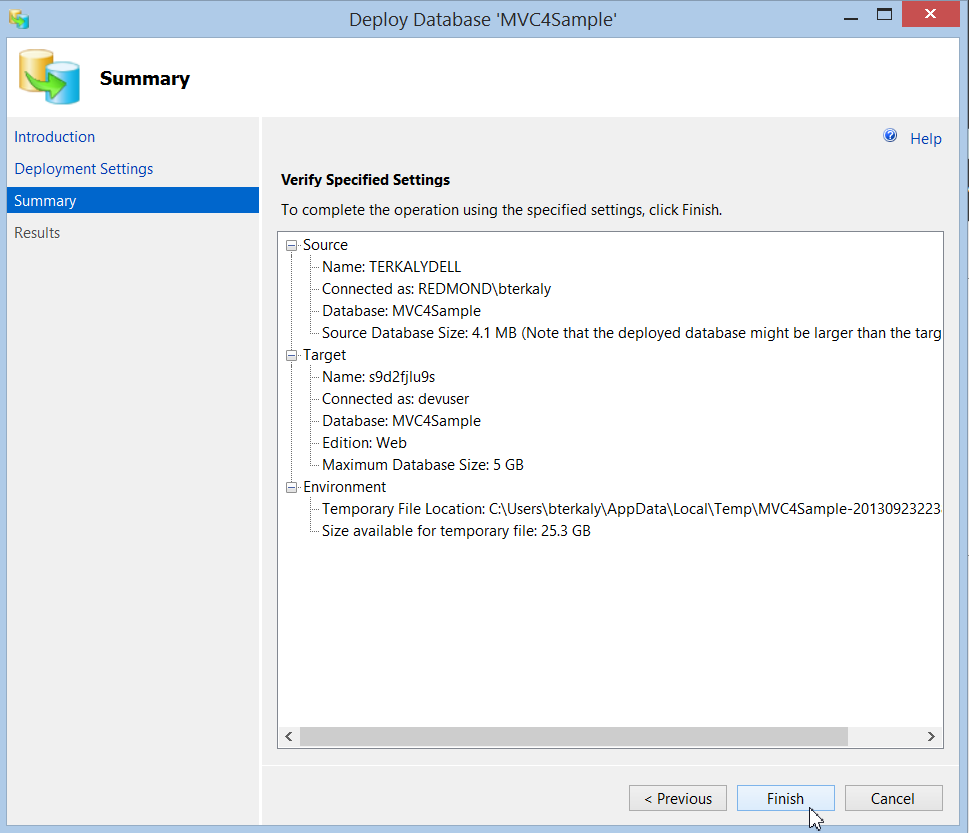 Deploy Database 'MVC4Sample'
Summary
Introduction
Deployment Settings
Summary
Results
Help
Verify Specified Settings
To complete the operation using the specified settings, click Finish.
Source
Name: TERKALYDELL
Connected as: REDMOND\bterkaly
Database: MVC4Sample
Source Database Size: 4.1 MB (Note that the deployed database might be larger than the targ
Target
Name: s9d2fjlu9s
Connected as: devuser
Database: MVC4Sample
Edition: Web
Maximum Database Size: 5 GB
Environment
Temporary File Location: C:\Users\bterkaly\AppData\Local\Temp\MVC4Sample-20130923223
Size available for temporary file: 25.3 GB
< Previous
Finish
Cancel